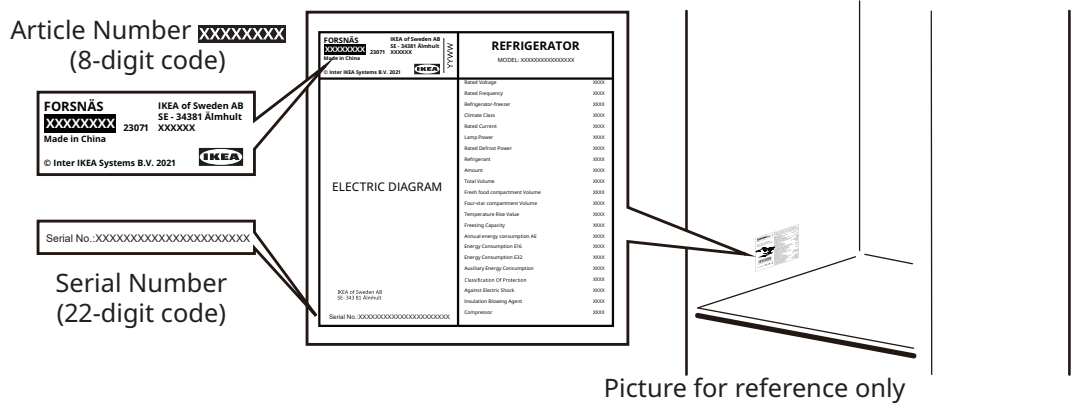 Article Number XXXXXXXX
(8-digit code)
FORSNÄS
XXXXXXXX 23071
Made in China
IKEA of Sweden AB
SE - 34381 Älmhult
XXXXXX
© Inter IKEA Systems B.V. 2021
IKEA
Serial No.:XXXXXXXXXXXXXXXXXXXXXX
Serial Number
(22-digit code)
FORSNÄS
XXXXXXXX 23071
Made in China
IKEA of Sweden AB
SE - 34381 Älmhult
XXXXXX
© Inter IKEA Systems B.V. 2021
IKEA
YYWW
REFRIGERATOR
MODEL: XXXXXXXXXXXXXXX
ELECTRIC DIAGRAM
IKEA of Sweden AB
SE- 343 81 Älmhult
Serial No.:XXXXXXXXXXXXXXXXXXXXXX
Rated Voltage XXXX
Rated Frequency XXXX
Refrigerator-freeser XXXX
Climate Class XXXX
Rated Current XXXX
Lamp Power XXXX
Rated Defrost Power XXXX
Refrigerant XXXX
Amount XXXX
Total Volume XXXX
Fresh food compartment Volume XXXX
Four-star compartment Volume XXXX
Temperature Rise Value XXXX
Freezing Capacity XXXX
Annual energy consumption AE XXXX
Energy Consumption E16 XXXX
Energy Consumption E32 XXXX
Auxiliary Energy Consumption XXXX
Classification Of Protection XXXX
Against Electric Shock XXXX
Insulation Blowing Agent XXXX
Compressor XXXX
Picture for reference only